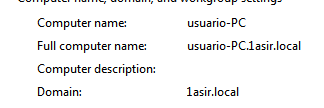 Computer name, domain, and workgroup settings
Computer name: usuario-PC
Full computer name: usuario-PC.1asir.local
Computer description:
Domain: 1asir.local